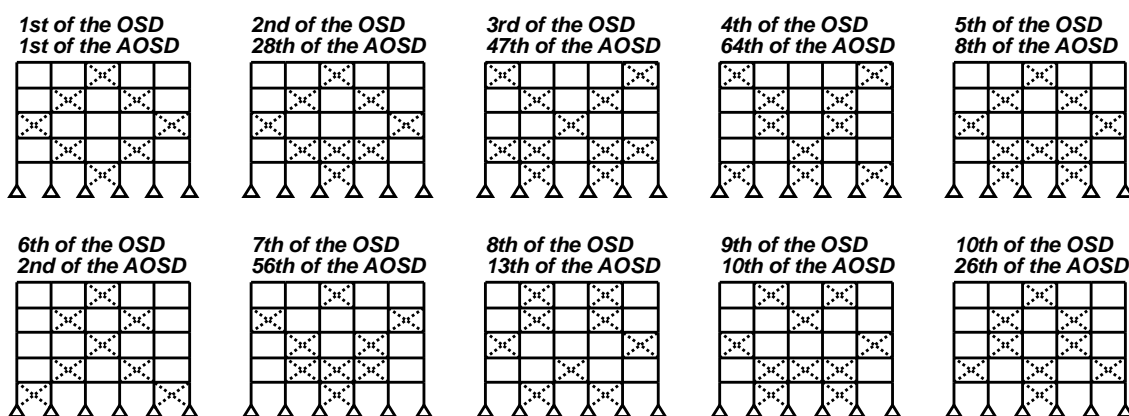 1st of the OSD
1st of the AOSD
2nd of the OSD
28th of the AOSD
3rd of the OSD
47th of the AOSD
4th of the OSD
64th of the AOSD
5th of the OSD
8th of the AOSD
6th of the OSD
2nd of the AOSD
7th of the OSD
56th of the AOSD
8th of the OSD
13th of the AOSD
9th of the OSD
10th of the AOSD
10th of the OSD
26th of the AOSD